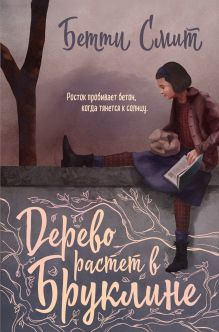 Бетти Смит
Росток пробивает бетон,
когда тянется к солнцу.
Дерево
растет в
Бруклине